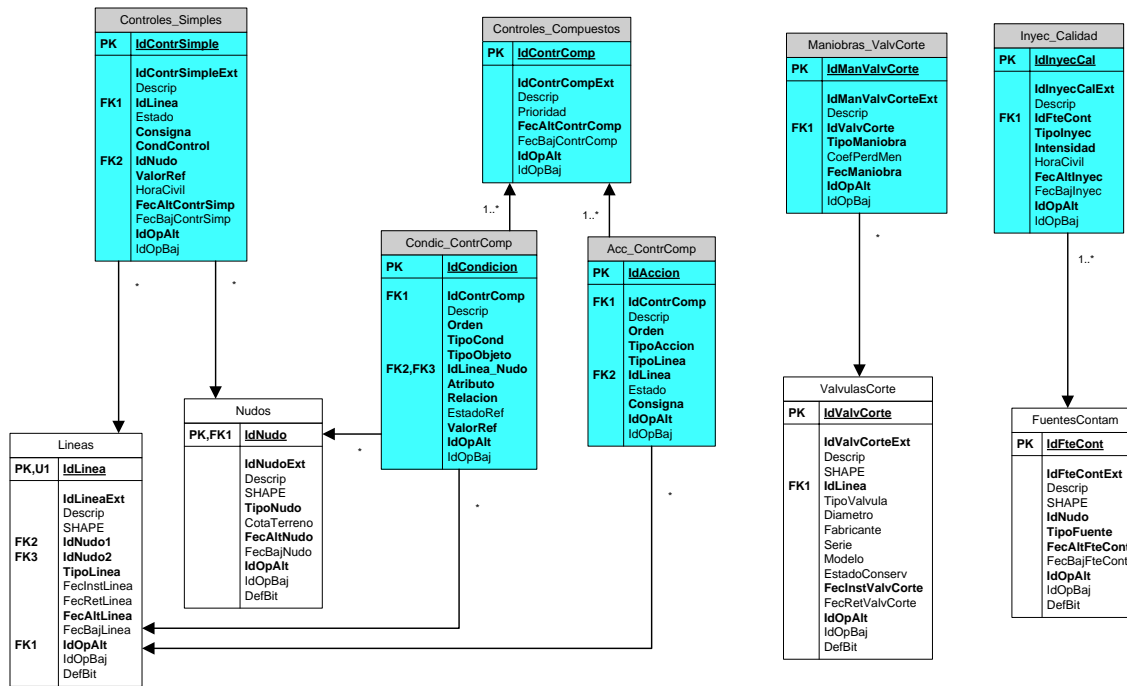 Controles_Simples
PK IdContrSimple
IdContrSimpleExt
Descrip
FK1 IdLinea
Estado
Consigna
CondControl
FK2 IdNudo
ValorRef
HoraCivil
FecAltContrSimp
FecBajContrSimp
IdOpAlt
IdOpBaj
Controles_Compuestos
PK IdContrComp
IdContrCompExt
Descrip
Prioridad
FecAltContrComp
FecBajContrComp
IdOpAlt
IdOpBaj
Maniobras_ValvCorte
PK IdManValvCorte
IdManValvCorteExt
Descrip
FK1 IdValvCorte
TipoManiobra
CoefPerdMen
FecManiobra
IdOpAlt
IdOpBaj
Inyec_Calidad
PK IdInyecCal
IdInyecCalExt
Descrip
FK1 IdFteCont
TipoInyec
Intensidad
HoraCivil
FecAltInyec
FecBajInyec
IdOpAlt
IdOpBaj
1..*
1..*
*
1..*
*
*
Condic_ContrComp
PK IdCondicion
FK1 IdContrComp
Descrip
Orden
TipoCond
TipoObjeto
FK2,FK3 IdLinea_Nudo
Atributo
Relacion
EstadoRef
ValorRef
IdOpAlt
IdOpBaj
Acc_ContrComp
PK IdAccion
FK1 IdContrComp
Descrip
Orden
TipoAccion
TipoLinea
FK2 IdLinea
Estado
Consigna
IdOpAlt
IdOpBaj
*
*
*
Lineas
PK,U1 IdLinea
IdLineaExt
Descrip
SHAPE
FK2 IdNudo1
FK3 IdNudo2
TipoLinea
FecInstLinea
FecRetLinea
FecAltLinea
FecBajLinea
FK1 IdOpAlt
IdOpBaj
DefBit
Nudos
PK,FK1 IdNudo
IdNudoExt
Descrip
SHAPE
TipoNudo
CotaTerreno
FecAltNudo
FecBajNudo
IdOpAlt
IdOpBaj
DefBit
ValvulasCorte
PK IdValvCorte
IdValvCorteExt
Descrip
SHAPE
FK1 IdLinea
TipoValvula
Diametro
Fabricante
Serie
Modelo
EstadoConserv
FecInstValvCorte
FecRetValvCorte
IdOpAlt
IdOpBaj
DefBit
FuentesContam
PK IdFteCont
IdFteContExt
Descrip
SHAPE
IdNudo
TipoFuente
FecAltFteCont
FecBajFteCont
IdOpAlt
IdOpBaj
DefBit